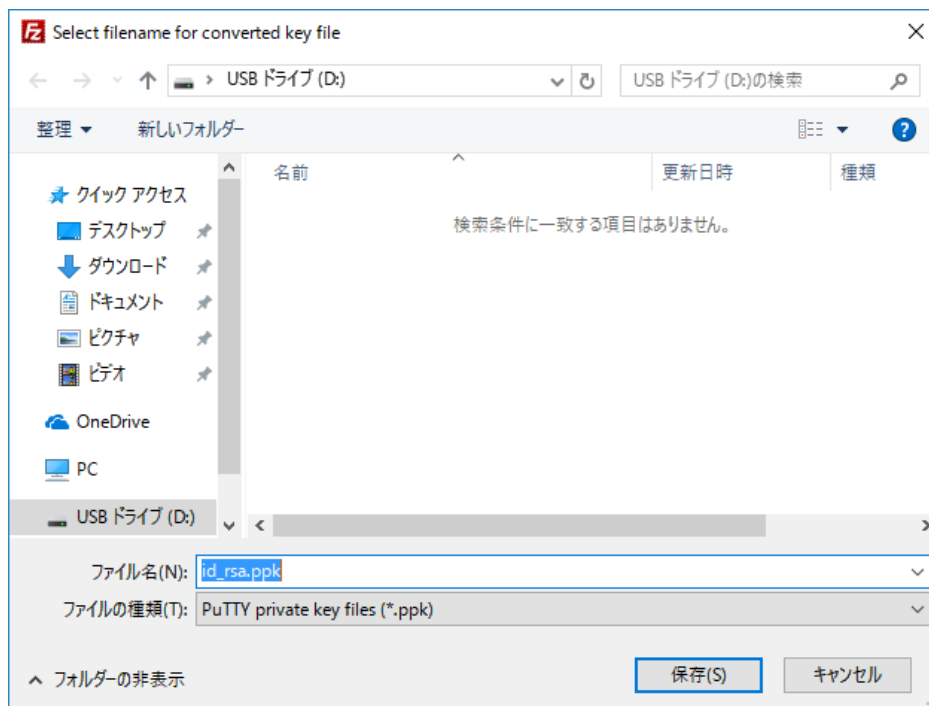 Select filename for converted key file
USB ドライブ (D:)
USB ドライブ (D:)の検索
整理
新しいフォルダー
名前
更新日時
種類
検索条件に一致する項目はありません。
クイック アクセス
デスクトップ
ダウンロード
ドキュメント
ピクチャ
ビデオ
OneDrive
PC
USB ドライブ (D:)
ファイル名(N): id_rsa.ppk
ファイルの種類(T): PuTTY private key files (*.ppk)
フォルダーの非表示
保存(S)
キャンセル